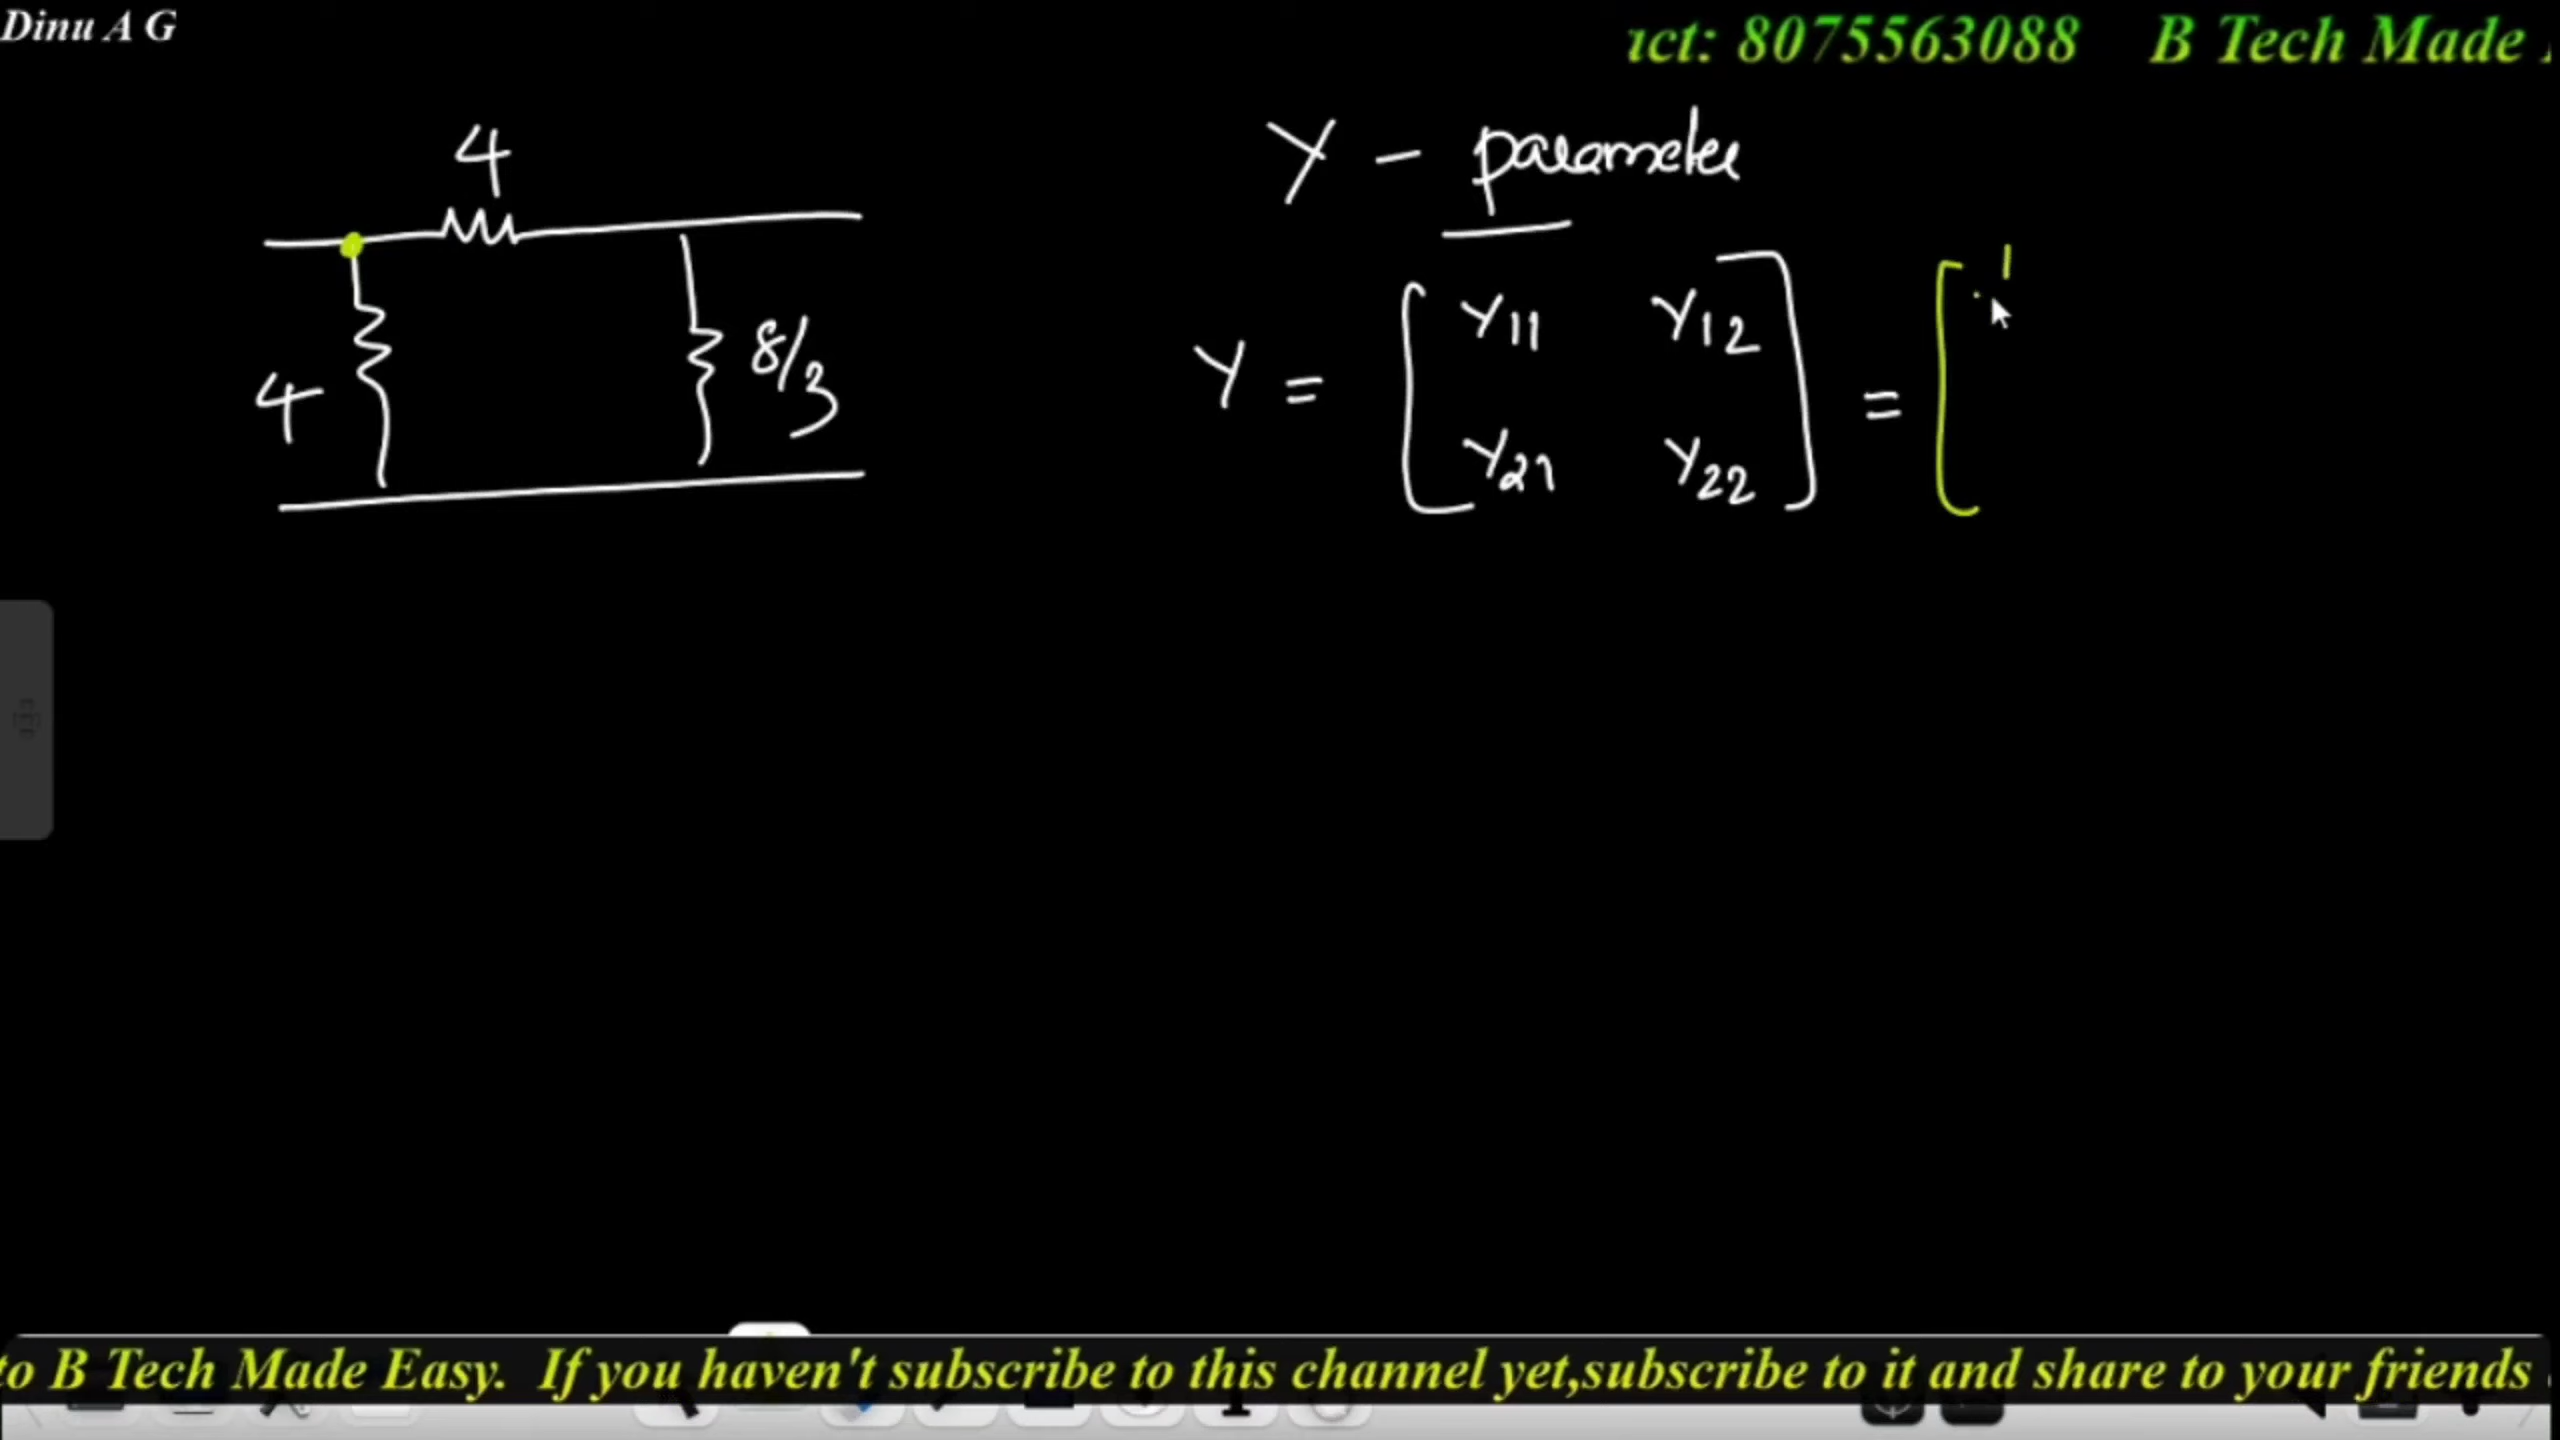 Dinu A G
ıct: 8075563088 B Tech Made
4
4
8/3
Y - parameter
Y = [ Y11 Y12
Y21 Y22 ] = [ 1
to B Tech Made Easy. If you haven't subscribe to this channel yet,subscribe to it and share to your friends